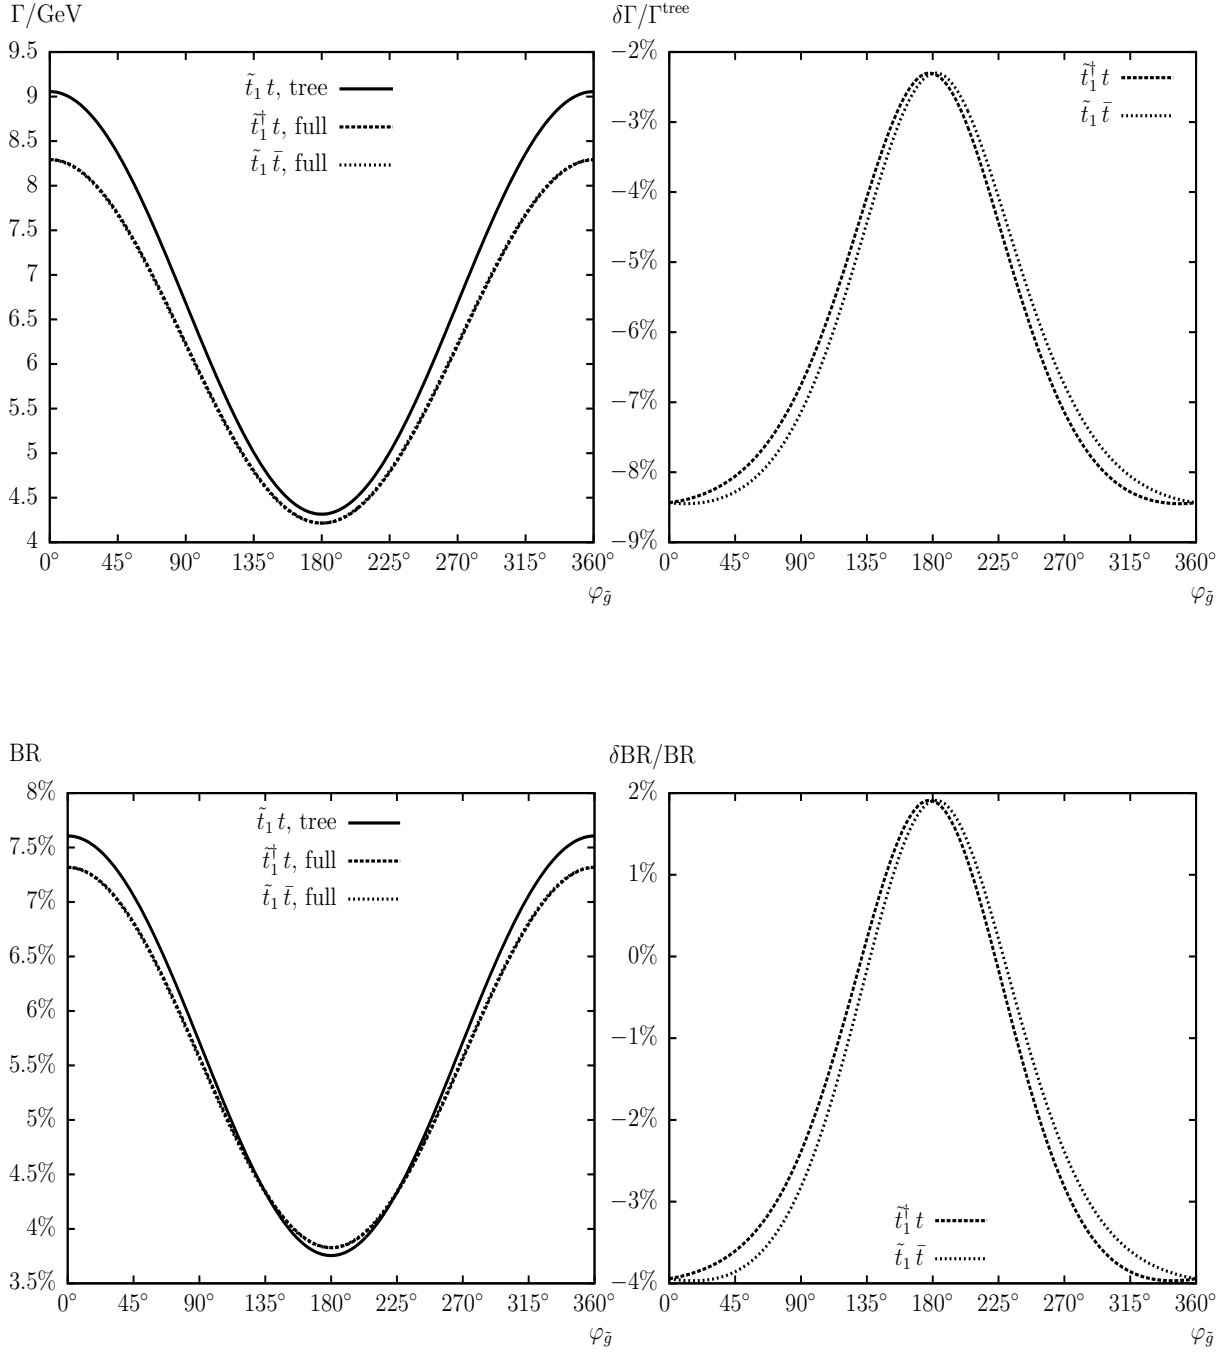 Γ/GeV
9.5
9
8.5
8
7.5
7
6.5
6
5.5
5
4.5
4
t̃₁ t, tree
t̃₁† t, full
t̃₁ t̄, full
0° 45° 90° 135° 180° 225° 270° 315° 360°
φ_g̃
δΓ/Γ^tree
−2%
−3%
−4%
−5%
−6%
−7%
−8%
−9%
t̃₁† t
t̃₁ t̄
0° 45° 90° 135° 180° 225° 270° 315° 360°
φ_g̃
BR
8%
7.5%
7%
6.5%
6%
5.5%
5%
4.5%
4%
3.5%
t̃₁ t, tree
t̃₁† t, full
t̃₁ t̄, full
0° 45° 90° 135° 180° 225° 270° 315° 360°
φ_g̃
δBR/BR
2%
1%
0%
−1%
−2%
−3%
−4%
t̃₁† t
t̃₁ t̄
0° 45° 90° 135° 180° 225° 270° 315° 360°
φ_g̃